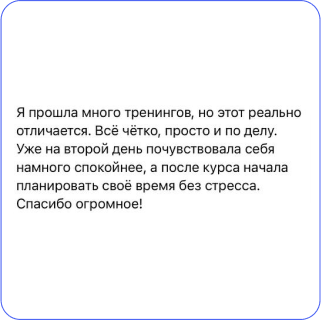 Я прошла много тренингов, но этот реально
отличается. Всё чётко, просто и по делу.
Уже на второй день почувствовала себя
намного спокойнее, а после курса начала
планировать своё время без стресса.
Спасибо огромное!